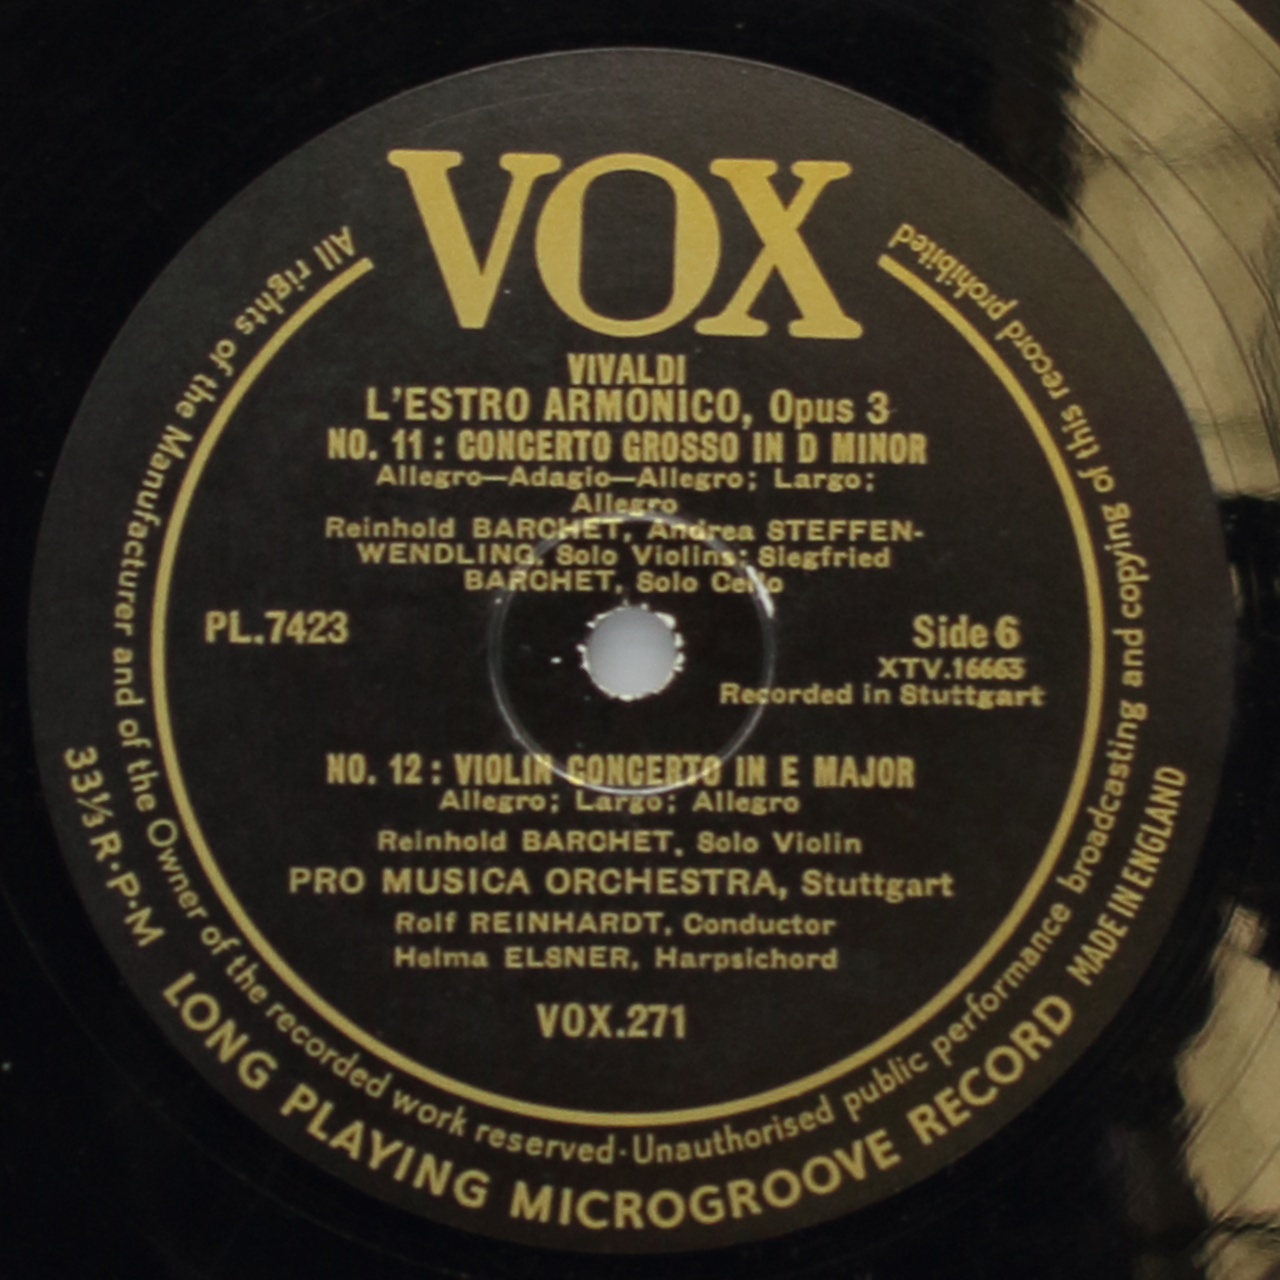 VOX
VIVALDI
L'ESTRO ARMONICO, Opus 3
NO. 11 : CONCERTO GROSSO IN D MINOR
Allegro—Adagio—Allegro; Largo;
Allegro
Reinhold BARCHET, Andrea STEFFEN-
WENDLING, Solo Violins; Siegfried
BARCHET, Solo Cello
PL.7423
Side 6
XTV.16663
Recorded in Stuttgart
NO. 12 : VIOLIN CONCERTO IN E MAJOR
Allegro; Largo; Allegro
Reinhold BARCHET, Solo Violin
PRO MUSICA ORCHESTRA, Stuttgart
Rolf REINHARDT, Conductor
Helma ELSNER, Harpsichord
VOX.271
All rights of the Manufacturer and of the Owner of the recorded work reserved·Unauthorised public performance broadcasting and copying of this record prohibited
33⅓ R·P·M LONG PLAYING MICROGROOVE RECORD MADE IN ENGLAND